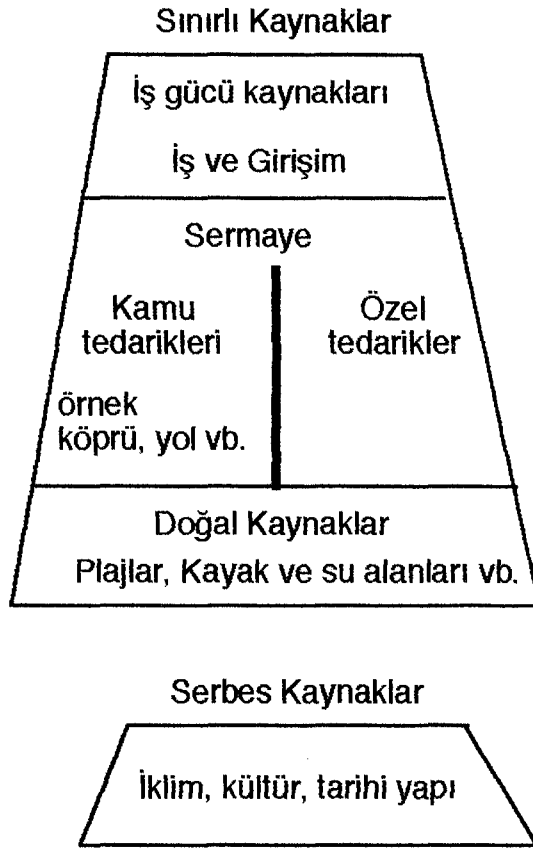 Sınırlı Kaynaklar
İş gücü kaynakları
İş ve Girişim
Sermaye
Kamu
tedarikleri
örnek
köprü, yol vb.
Özel
tedarikler
Doğal Kaynaklar
Plajlar, Kayak ve su alanları vb.
Serbes Kaynaklar
İklim, kültür, tarihi yapı